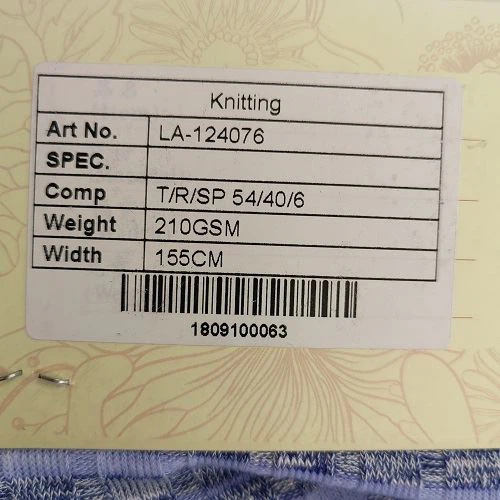 Knitting
Art No. LA-124076
SPEC.
Comp T/R/SP 54/40/6
Weight 210GSM
Width 155CM
1809100063